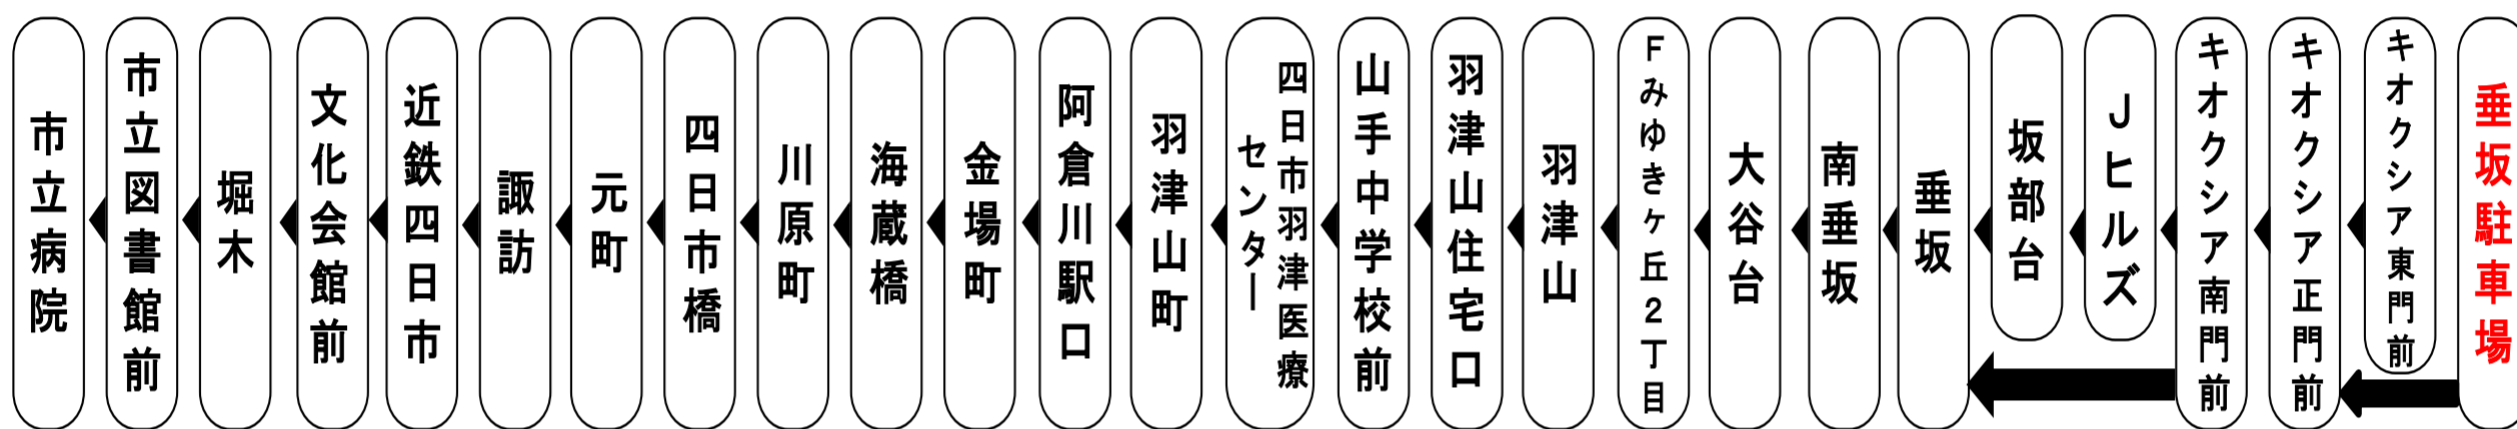 垂坂駐車場
キオクシア東門前
キオクシア正門前
キオクシア南門前
Jヒルズ
坂部台
垂坂
南垂坂
大谷台
Fみゆきヶ丘2丁目
羽津山
羽津山住宅口
山手中学校前
四日市羽津医療
センター
羽津山町
阿倉川駅口
金場町
海蔵橋
川原町
四日市橋
元町
諏訪
近鉄四日市
文化会館前
堀木
市立図書館前
市立病院